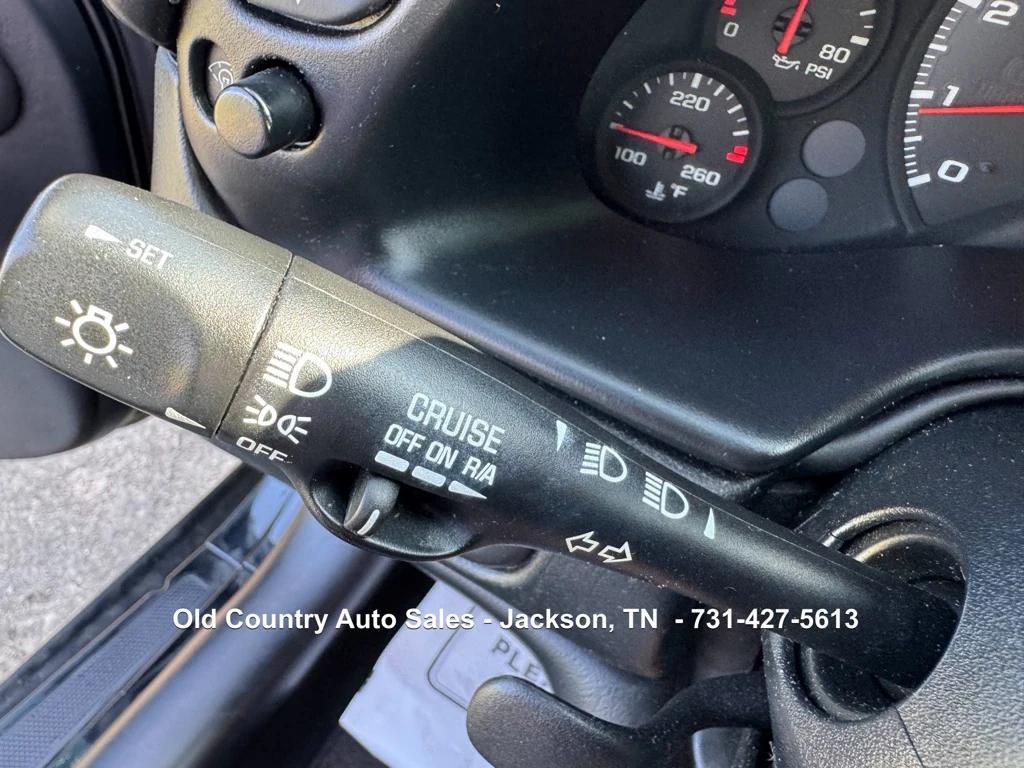 0
80
PSI
2
1
0
220
100
260
°F
SET
OFF
CRUISE
OFF ON R/A
Old Country Auto Sales - Jackson, TN - 731-427-5613